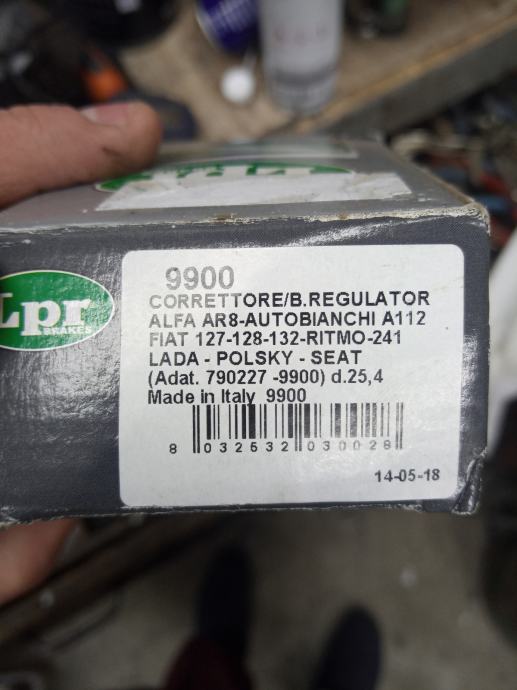 Lpr
BRAKES
9900
CORRETTORE/B.REGULATOR
ALFA AR8-AUTOBIANCHI A112
FIAT 127-128-132-RITMO-241
LADA - POLSKY - SEAT
(Adat. 790227 -9900) d.25,4
Made in Italy 9900
8 032532 030028
14-05-18